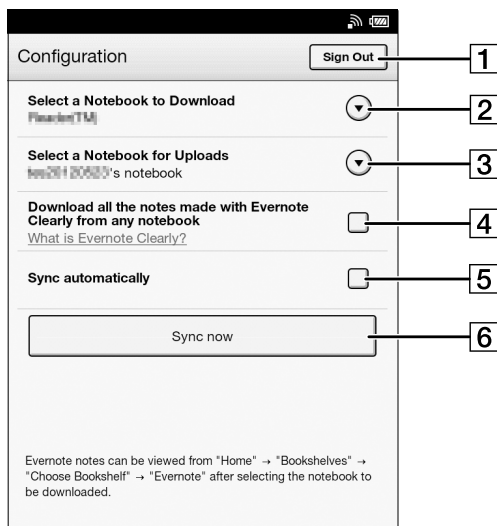 Configuration
Sign Out
1
Select a Notebook to Download
2
Select a Notebook for Uploads
's notebook
3
Download all the notes made with Evernote
Clearly from any notebook
What is Evernote Clearly?
4
Sync automatically
5
Sync now
6
Evernote notes can be viewed from "Home" → "Bookshelves" →
"Choose Bookshelf" → "Evernote" after selecting the notebook to
be downloaded.